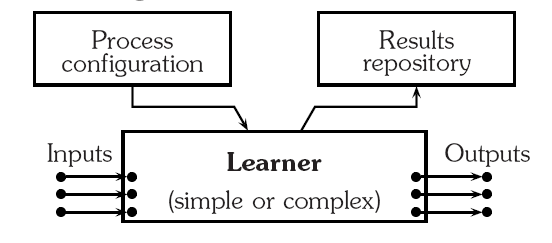 Process
configuration
Results
repository
Inputs
Learner
Outputs
(simple or complex)